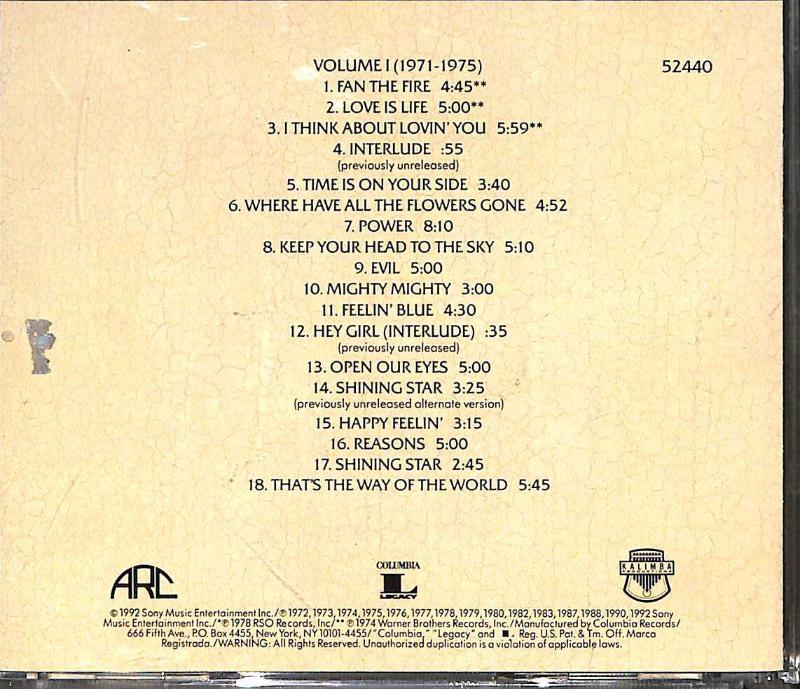 VOLUME I (1971-1975)
52440
1. FAN THE FIRE 4:45**
2. LOVE IS LIFE 5:00**
3. I THINK ABOUT LOVIN' YOU 5:59**
4. INTERLUDE :55
(previously unreleased)
5. TIME IS ON YOUR SIDE 3:40
6. WHERE HAVE ALL THE FLOWERS GONE 4:52
7. POWER 8:10
8. KEEP YOUR HEAD TO THE SKY 5:10
9. EVIL 5:00
10. MIGHTY MIGHTY 3:00
11. FEELIN' BLUE 4:30
12. HEY GIRL (INTERLUDE) :35
(previously unreleased)
13. OPEN OUR EYES 5:00
14. SHINING STAR 3:25
(previously unreleased alternate version)
15. HAPPY FEELIN' 3:15
16. REASONS 5:00
17. SHINING STAR 2:45
18. THAT'S THE WAY OF THE WORLD 5:45
ARC
COLUMBIA
L
LEGACY
KALIMBA
PRODUCTIONS
© 1992 Sony Music Entertainment Inc./℗ 1972, 1973, 1974, 1975, 1976, 1977, 1978, 1979, 1980, 1982, 1983, 1987, 1988, 1990, 1992 Sony
Music Entertainment Inc./*℗ 1978 RSO Records, Inc/** ℗ 1974 Warner Brothers Records, Inc./Manufactured by Columbia Records/
666 Fifth Ave., P.O. Box 4455, New York, NY 10101-4455/"Columbia," "Legacy" and . Reg. U.S. Pat. & Tm. Off. Marca
Registrada./WARNING: All Rights Reserved. Unauthorized duplication is a violation of applicable laws.